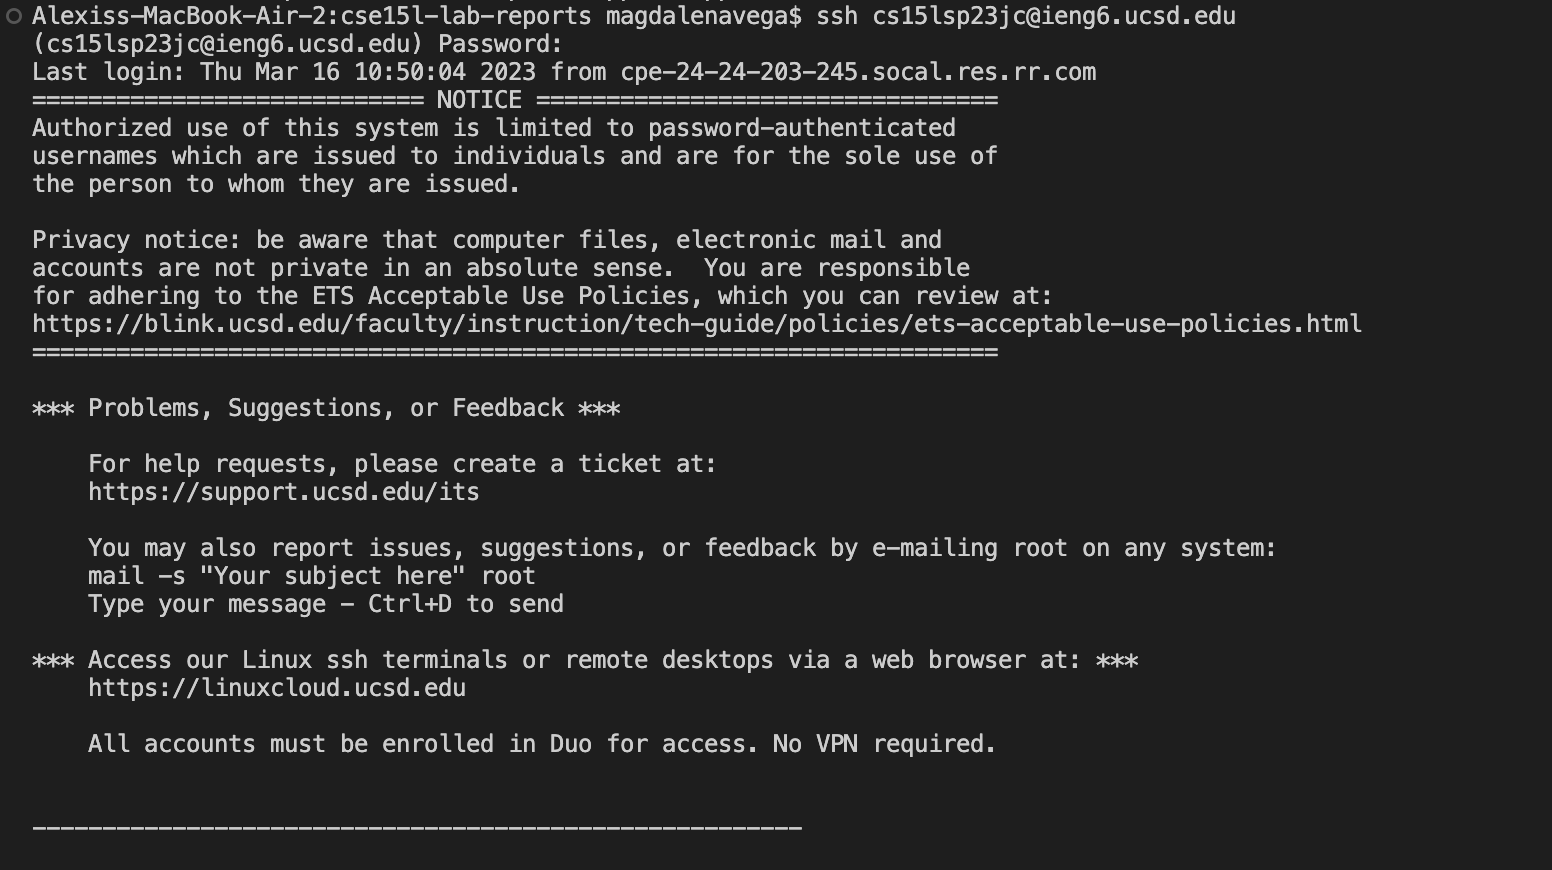 Alexiss-MacBook-Air-2:cse15l-lab-reports magdalenavega$ ssh cs15lsp23jc@ieng6.ucsd.edu
(cs15lsp23jc@ieng6.ucsd.edu) Password:
Last login: Thu Mar 16 10:50:04 2023 from cpe-24-24-203-245.socal.res.rr.com
============================ NOTICE =================================
Authorized use of this system is limited to password-authenticated
usernames which are issued to individuals and are for the sole use of
the person to whom they are issued.

Privacy notice: be aware that computer files, electronic mail and
accounts are not private in an absolute sense.  You are responsible
for adhering to the ETS Acceptable Use Policies, which you can review at:
https://blink.ucsd.edu/faculty/instruction/tech-guide/policies/ets-acceptable-use-policies.html
=====================================================================

*** Problems, Suggestions, or Feedback ***

    For help requests, please create a ticket at:
    https://support.ucsd.edu/its

    You may also report issues, suggestions, or feedback by e-mailing root on any system:
    mail -s "Your subject here" root
    Type your message - Ctrl+D to send

*** Access our Linux ssh terminals or remote desktops via a web browser at: ***
    https://linuxcloud.ucsd.edu

    All accounts must be enrolled in Duo for access. No VPN required.


-------------------------------------------------------